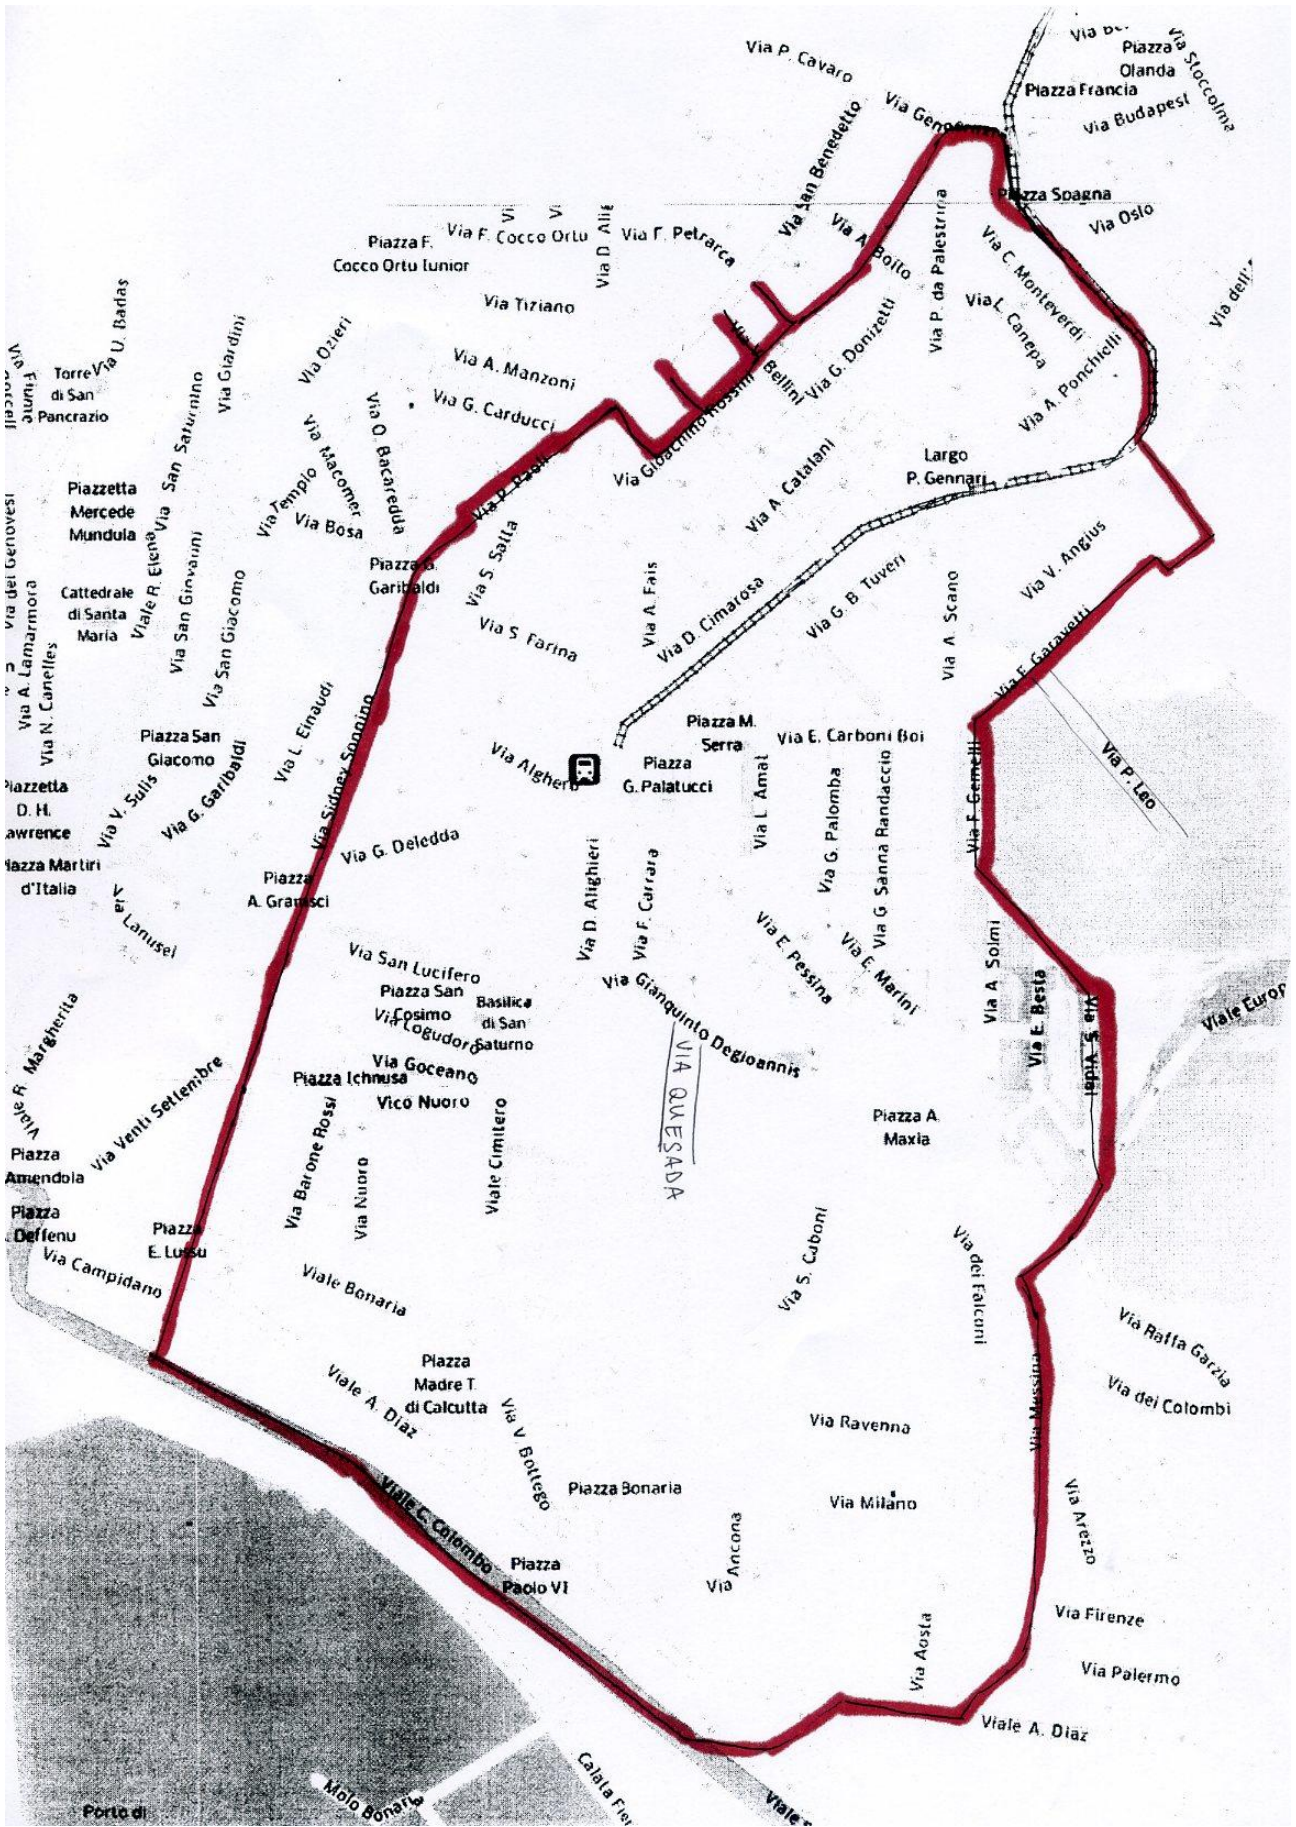 Via P. Cavaro
Piazza
Olanda
Via Stoccolma
Piazza Francia
Via Budapest
Via San Benedetto
Piazza Spagna
Via Oslo
Via F. Cocco Ortu
Via F. Petrarca
Piazza F.
Cocco Ortu Iunior
Via A. Boito
Via P. da Palestrina
Via C. Monteverdi
Via L. Canepa
Via A. Ponchielli
Via Tiziano
Via G. Donizetti
Bellini
Via U. Badas
Via Giardini
Via Ozieri
Via A. Manzoni
Via G. Carducci
Torre
di San
Pancrazio
Via San Saturnino
Via Macomer
Via O. Bacaredda
Via Tempio
Via Bosa
Via P. Paoli
Via Gioachino Rossini
Via A. Catalani
Largo
P. Gennari
Piazzetta
Mercede
Mundula
Viale R. Elena
Via San Giovanni
Via San Giacomo
Cattedrale
di Santa
Maria
Via A. Lamarmora
Via N. Canelles
Piazza G.
Garibaldi
Via S. Satta
Via S. Farina
Via A. Fais
Via D. Cimarosa
Via G. B Tuveri
Via A. Scano
Via V. Angius
Via F. Garavetti
Piazza San
Giacomo
Via V. Sulis
Via G. Garibaldi
Via L. Einaudi
Via Sidney Sonnino
Via Alghero
Piazza M.
Serra
Piazza
G. Palatucci
Via E. Carboni Boi
Via L. Amat
Via G. Palomba
Via G. Sanna Randaccio
Via F. Gemelli
Via P. Leo
Piazzetta
D. H.
awrence
Piazza Martiri
d'Italia
Via Lanusei
Piazza
A. Gramsci
Via G. Deledda
Via D. Alighieri
Via F. Carrara
Via E. Pessina
Via E. Marini
Via A Solmi
Via E. Besta
Via S. Vidal
Viale Europ
Via San Lucifero
Piazza San
Cosimo
Via Logudoro
Basilica
di San
Saturno
Via Goceano
Piazza Ichnusa
Vico Nuoro
Via Gianquinto Degioannis
VIA QUESADA
Viale R. Margherita
Via Venti Settembre
Via Barone Rossi
Via Nuoro
Viale Cimitero
Piazza A.
Maxia
Piazza
Amendola
Piazza
Deffenu
Via Campidano
Piazza
E. Lussu
Viale Bonaria
Via S. Caboni
Via dei Falconi
Via Raffa Garzia
Via dei Colombi
Via Messina
Piazza
Madre T.
di Calcutta
Viale A. Diaz
Via V. Bottego
Via Ravenna
Piazza Bonaria
Via Milano
Via Arezzo
Viale C. Colombo
Piazza
Paolo VI
Via Ancona
Via Aosta
Via Firenze
Via Palermo
Viale A. Diaz
Molo Bonaria
Calata Fie
Viale
Porto di